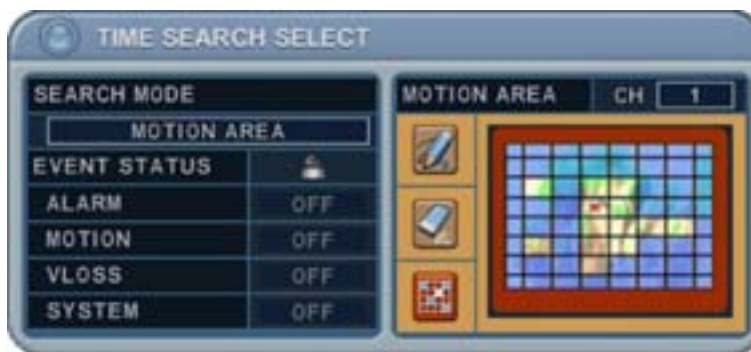 TIME SEARCH SELECT
SEARCH MODE
MOTION AREA
EVENT STATUS
ALARM OFF
MOTION OFF
VLOSS OFF
SYSTEM OFF
MOTION AREA CH 1